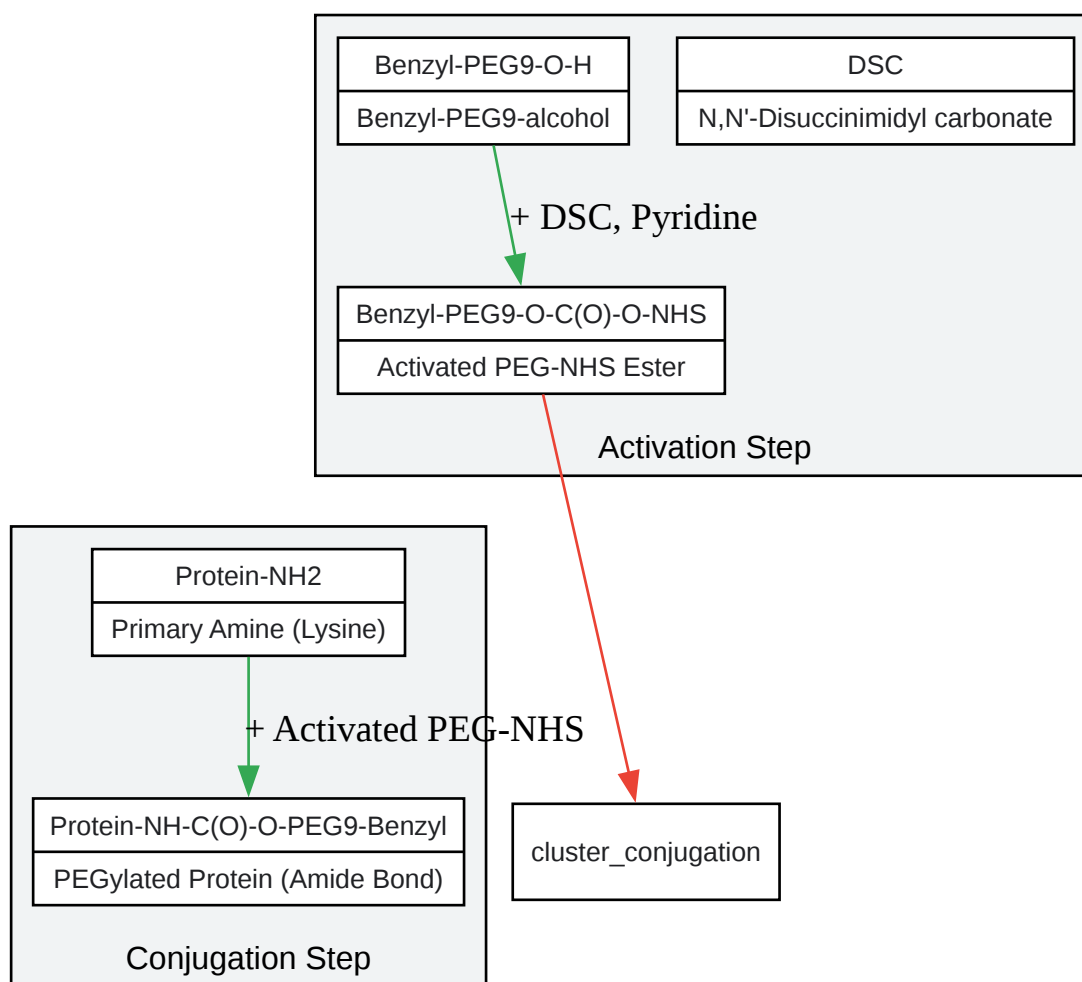 Benzyl-PEG9-O-H
Benzyl-PEG9-alcohol
DSC
N,N'-Disuccinimidyl carbonate
+ DSC, Pyridine
Benzyl-PEG9-O-C(O)-O-NHS
Activated PEG-NHS Ester
Activation Step
Protein-NH2
Primary Amine (Lysine)
+ Activated PEG-NHS
Protein-NH-C(O)-O-PEG9-Benzyl
PEGylated Protein (Amide Bond)
cluster_conjugation
Conjugation Step